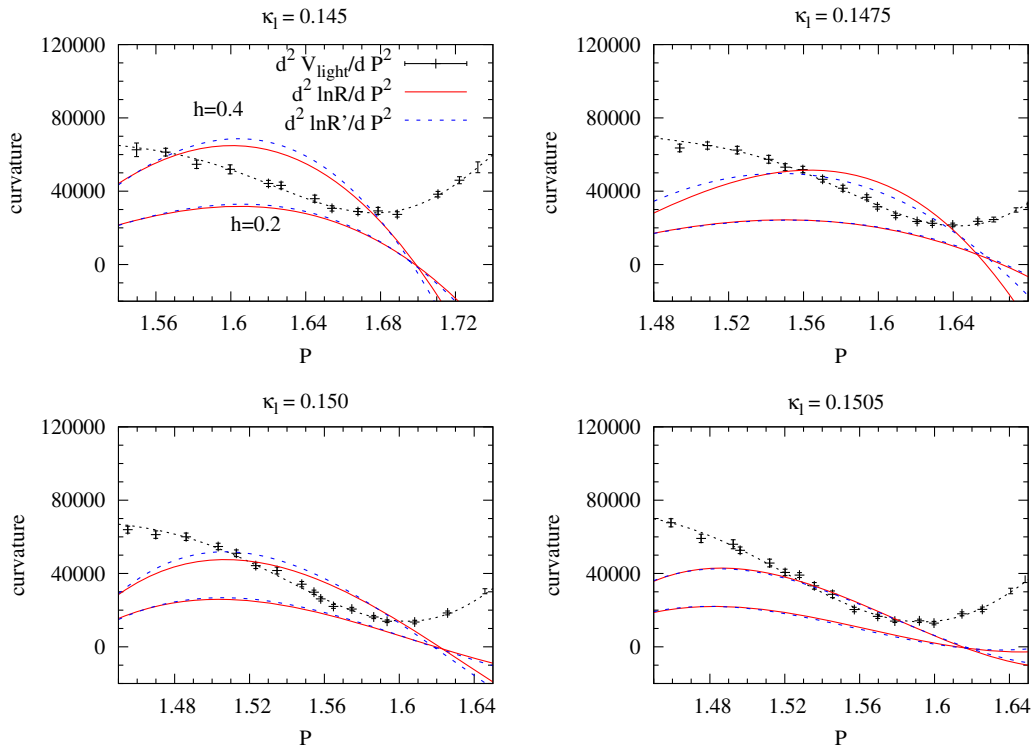 κl = 0.145
120000
80000
40000
0
curvature
d² Vlight/d P²
d² lnR/d P²
d² lnR'/d P²
h=0.4
h=0.2
1.56
1.6
1.64
1.68
1.72
P
κl = 0.1475
120000
80000
40000
0
curvature
1.48
1.52
1.56
1.6
1.64
P
κl = 0.150
120000
80000
40000
0
curvature
1.48
1.52
1.56
1.6
1.64
P
κl = 0.1505
120000
80000
40000
0
curvature
1.48
1.52
1.56
1.6
1.64
P